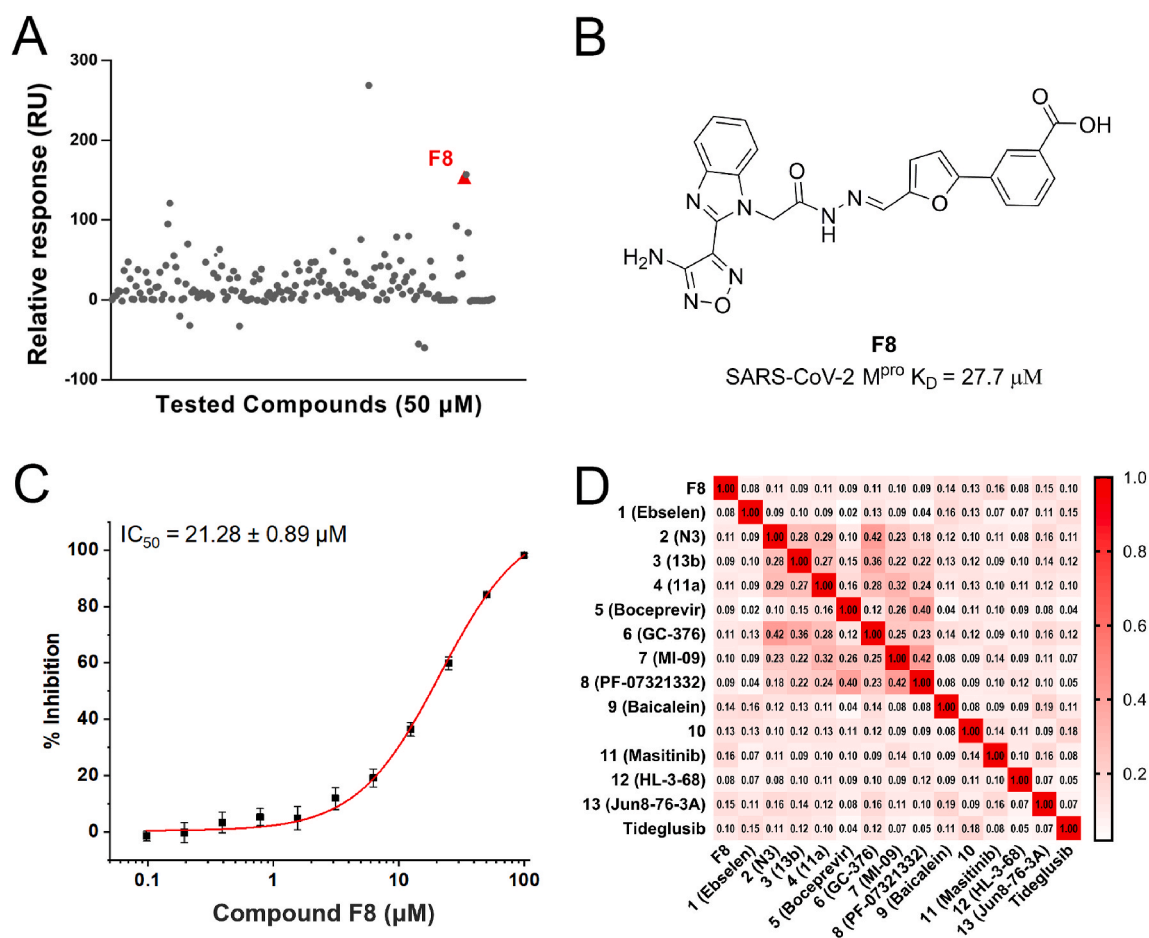 A
Relative response (RU)
300
200
100
0
-100
F8
Tested Compounds (50 µM)
B
O
OH
N
N
O
N
H
N
O
H₂N
N
N
O
F8
SARS-CoV-2 Mᵖʳᵒ K_D = 27.7 µM
C
IC₅₀ = 21.28 ± 0.89 µM
% Inhibition
100
80
60
40
20
0
0.1 1 10 100
Compound F8 (µM)
D
F8 1.00 0.08 0.11 0.09 0.11 0.09 0.11 0.10 0.09 0.14 0.13 0.16 0.08 0.15 0.10
1 (Ebselen) 0.08 1.00 0.09 0.10 0.09 0.02 0.13 0.09 0.04 0.16 0.13 0.07 0.07 0.11 0.15
2 (N3) 0.11 0.09 1.00 0.28 0.29 0.10 0.42 0.23 0.18 0.12 0.10 0.11 0.08 0.16 0.11
3 (13b) 0.09 0.10 0.28 1.00 0.27 0.15 0.36 0.22 0.22 0.13 0.12 0.09 0.10 0.14 0.12
4 (11a) 0.11 0.09 0.29 0.27 1.00 0.16 0.28 0.32 0.24 0.11 0.13 0.10 0.11 0.12 0.10
5 (Boceprevir) 0.09 0.02 0.10 0.15 0.16 1.00 0.12 0.26 0.40 0.04 0.11 0.10 0.09 0.08 0.04
6 (GC-376) 0.11 0.13 0.42 0.36 0.28 0.12 1.00 0.25 0.23 0.14 0.12 0.09 0.10 0.16 0.12
7 (MI-09) 0.10 0.09 0.23 0.22 0.32 0.26 0.25 1.00 0.42 0.08 0.09 0.14 0.09 0.11 0.07
8 (PF-07321332) 0.09 0.04 0.18 0.22 0.24 0.40 0.23 0.42 1.00 0.08 0.09 0.10 0.12 0.10 0.05
9 (Baicalein) 0.14 0.16 0.12 0.13 0.11 0.04 0.14 0.08 0.08 1.00 0.08 0.09 0.09 0.19 0.11
10 0.13 0.13 0.10 0.12 0.13 0.11 0.12 0.09 0.09 0.08 1.00 0.14 0.11 0.09 0.18
11 (Masitinib) 0.16 0.07 0.11 0.09 0.10 0.10 0.09 0.14 0.10 0.09 0.14 1.00 0.10 0.16 0.08
12 (HL-3-68) 0.08 0.07 0.08 0.10 0.11 0.09 0.10 0.09 0.12 0.09 0.11 0.10 1.00 0.07 0.05
13 (Jun8-76-3A) 0.15 0.11 0.16 0.14 0.12 0.08 0.16 0.11 0.10 0.19 0.09 0.16 0.07 1.00 0.07
Tideglusib 0.10 0.15 0.11 0.12 0.10 0.04 0.12 0.07 0.05 0.11 0.18 0.08 0.05 0.07 1.00
F8
1 (Ebselen)
2 (N3)
3 (13b)
4 (11a)
5 (Boceprevir)
6 (GC-376)
7 (MI-09)
8 (PF-07321332)
9 (Baicalein)
10
11 (Masitinib)
12 (HL-3-68)
13 (Jun8-76-3A)
Tideglusib
1.0
0.8
0.6
0.4
0.2